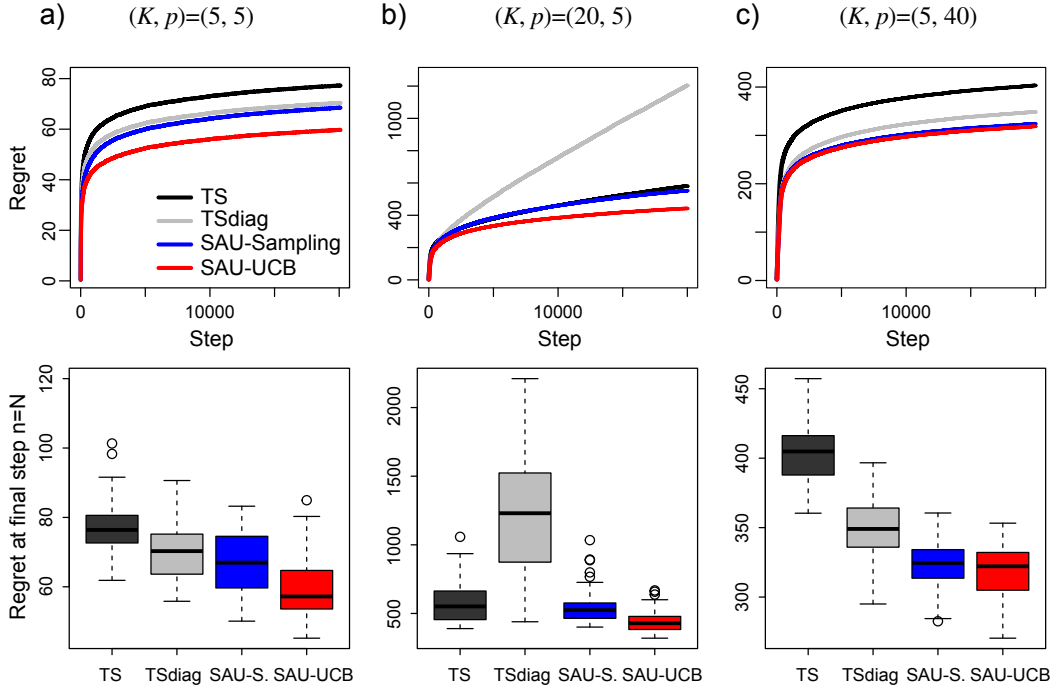 a) (K, p)=(5, 5)
b) (K, p)=(20, 5)
c) (K, p)=(5, 40)
Regret
80
60
40
20
0
TS
TSdiag
SAU-Sampling
SAU-UCB
0 10000
Step
1000
400
0
0 10000
Step
400
200
0
0 10000
Step
Regret at final step n=N
120
100
80
60
TS TSdiag SAU-S. SAU-UCB
2000
1500
1000
500
TS TSdiag SAU-S. SAU-UCB
450
400
350
300
TS TSdiag SAU-S. SAU-UCB